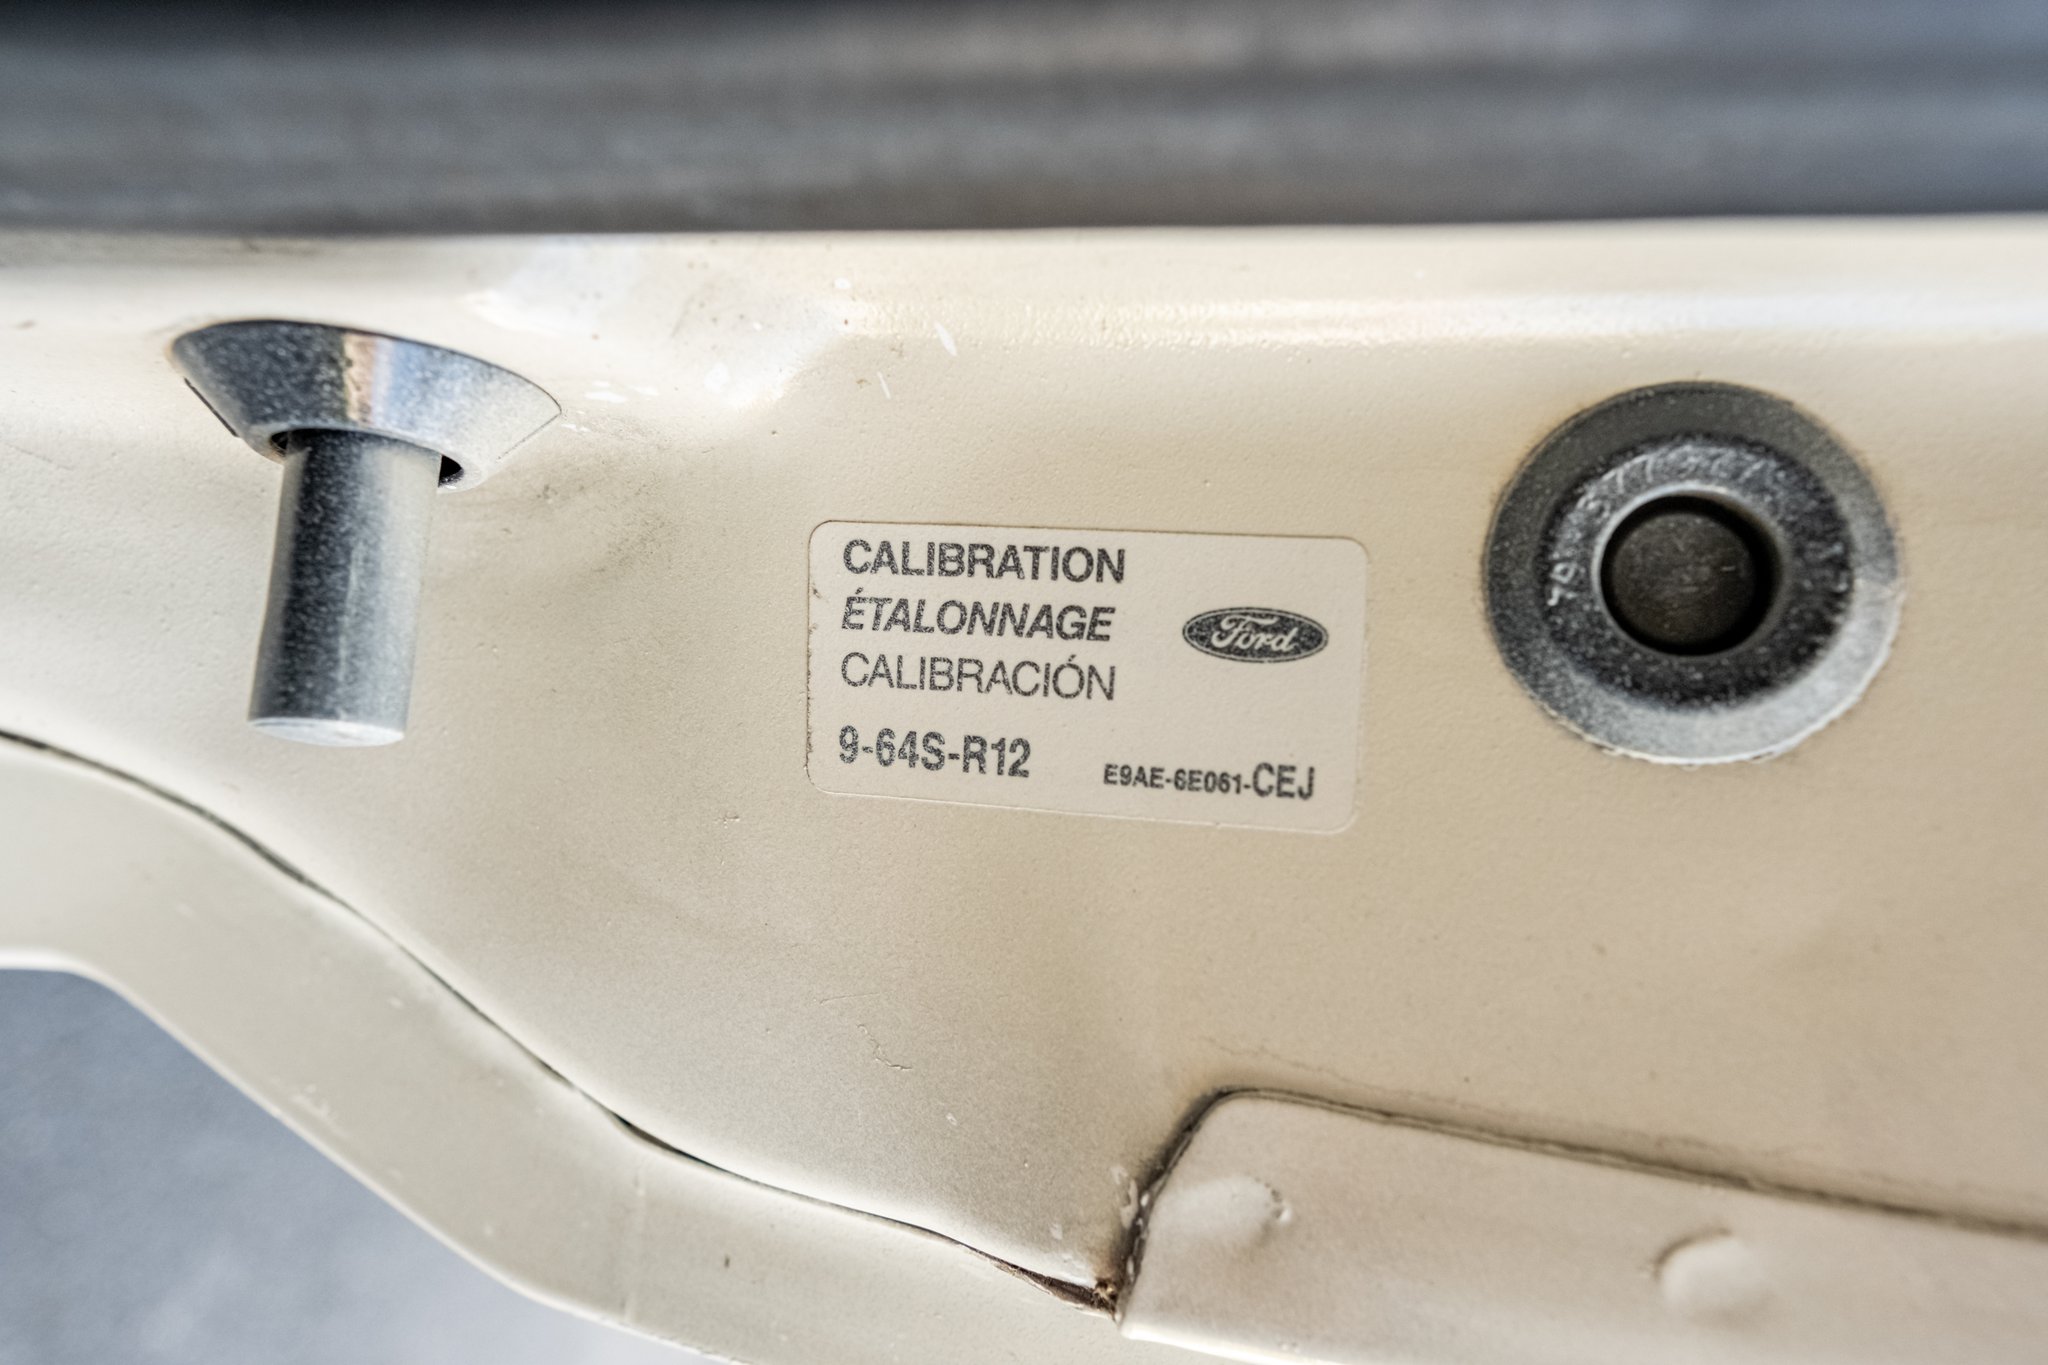 CALIBRATION
ÉTALONNAGE
Ford
CALIBRACIÓN
9-64S-R12
E9AE-6E061-CEJ